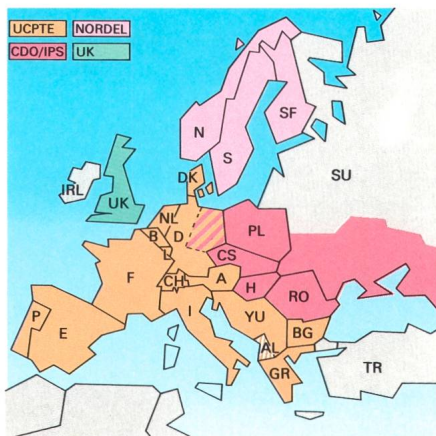 UCPTE NORDEL
CDO/IPS UK
N
SF
S
SU
DK
IRL
UK
NL
PL
B
D
L
CS
F
CH
A
H
RO
I
YU
P
E
BG
AL
GR
TR